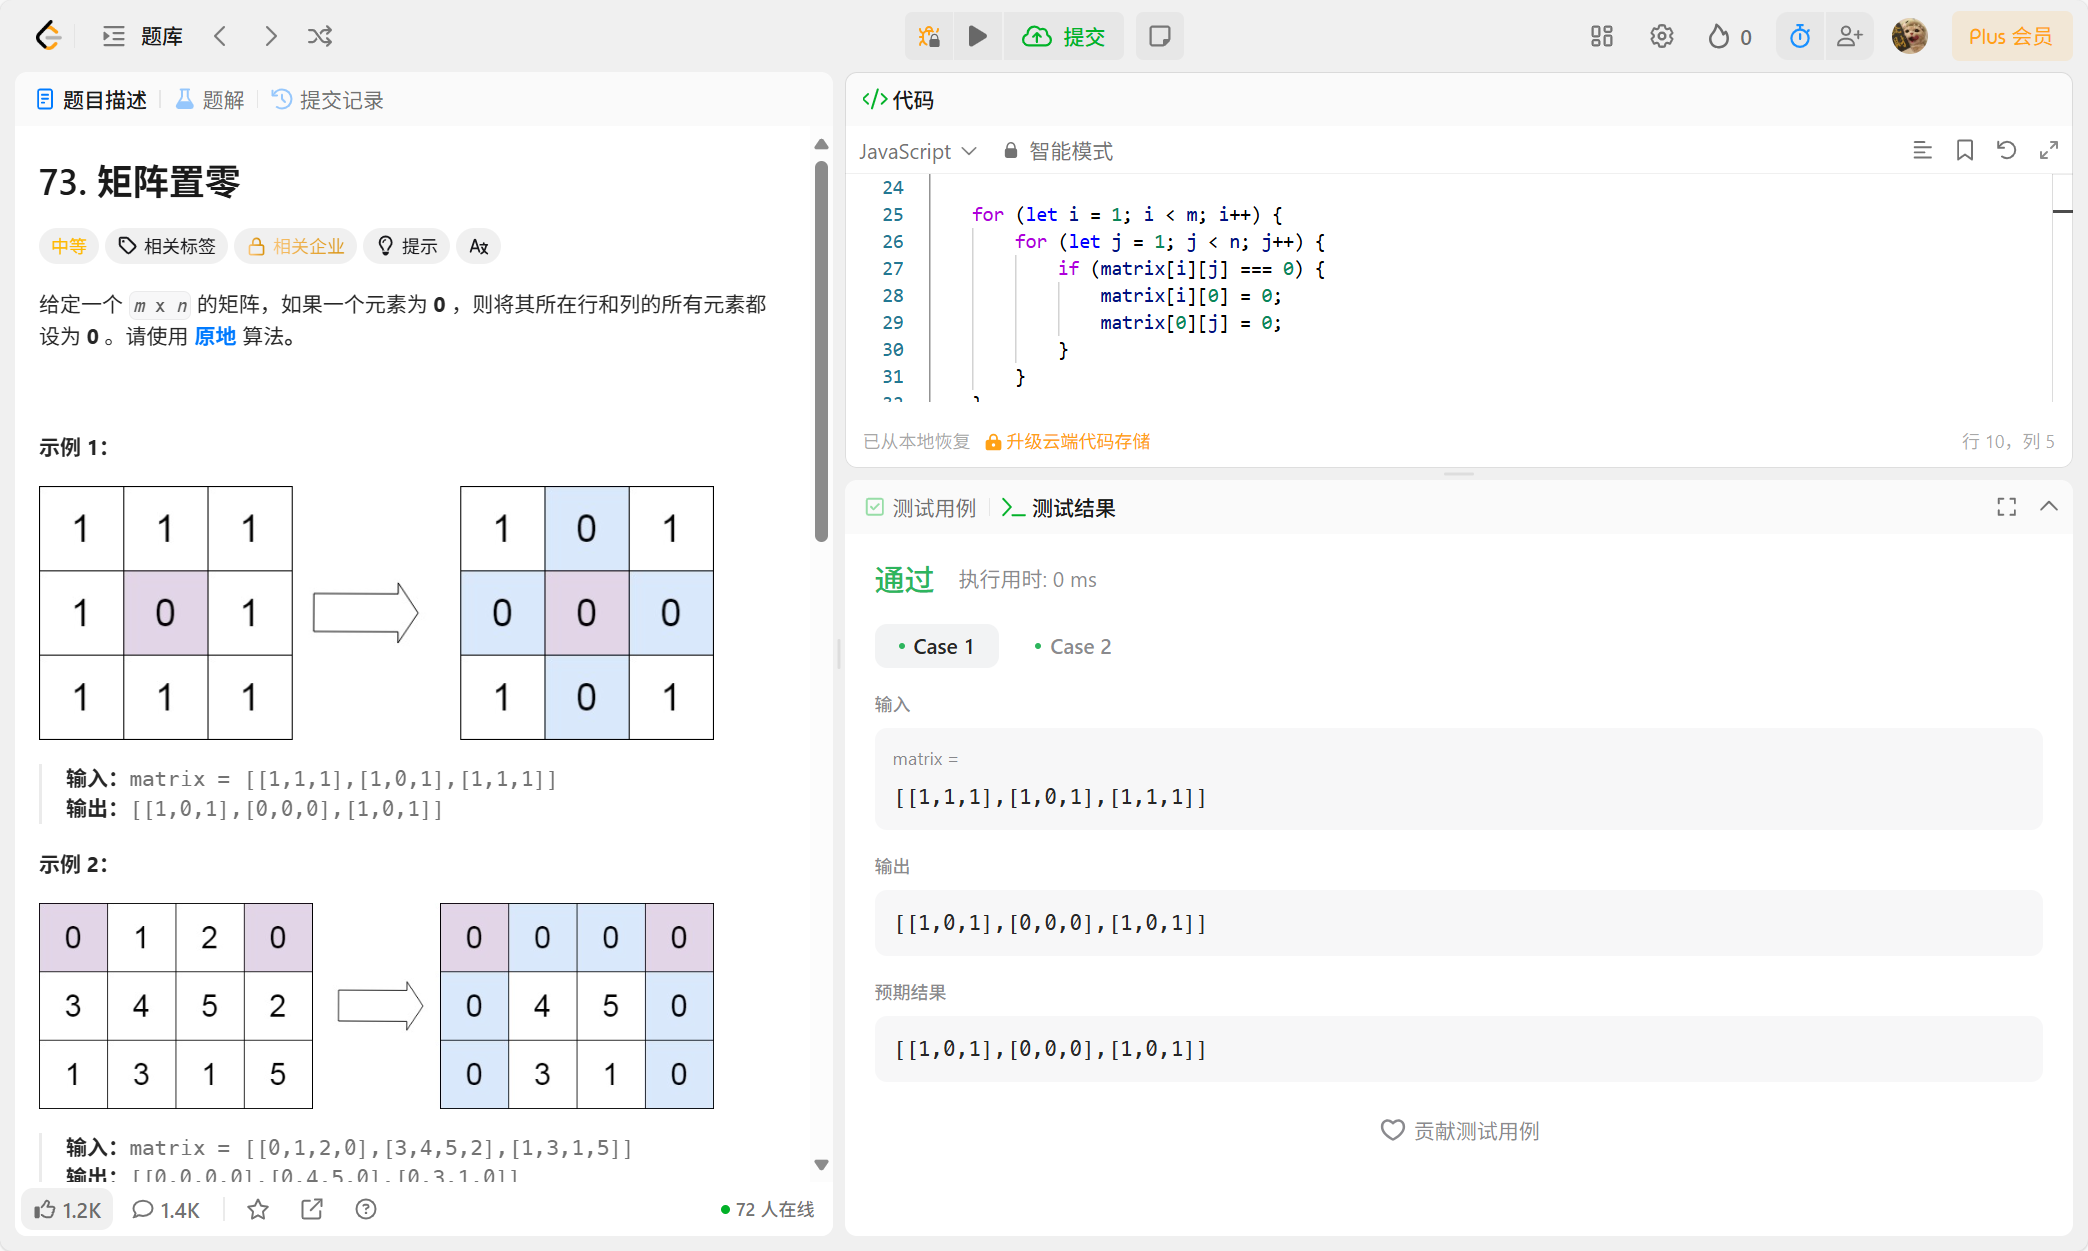 题库
提交
0
Plus 会员
题目描述
题解
提交记录
73. 矩阵置零
中等
相关标签
相关企业
提示
给定一个 m x n 的矩阵，如果一个元素为 0 ，则将其所在行和列的所有元素都
设为 0 。请使用 原地 算法。
示例 1：
1 1 1
1 0 1
1 1 1
1 0 1
0 0 0
1 0 1
输入：matrix = [[1,1,1],[1,0,1],[1,1,1]]
输出：[[1,0,1],[0,0,0],[1,0,1]]
示例 2：
0 1 2 0
3 4 5 2
1 3 1 5
0 0 0 0
0 4 5 0
0 3 1 0
输入：matrix = [[0,1,2,0],[3,4,5,2],[1,3,1,5]]
输出：[[0,0,0,0],[0,4,5,0],[0,3,1,0]]
1.2K
1.4K
72 人在线
</> 代码
JavaScript
智能模式
24
25 for (let i = 1; i < m; i++) {
26 for (let j = 1; j < n; j++) {
27 if (matrix[i][j] === 0) {
28 matrix[i][0] = 0;
29 matrix[0][j] = 0;
30 }
31 }
32 }
已从本地恢复
升级云端代码存储
行 10，列 5
测试用例
测试结果
通过
执行用时: 0 ms
Case 1
Case 2
输入
matrix =
[[1,1,1],[1,0,1],[1,1,1]]
输出
[[1,0,1],[0,0,0],[1,0,1]]
预期结果
[[1,0,1],[0,0,0],[1,0,1]]
贡献测试用例